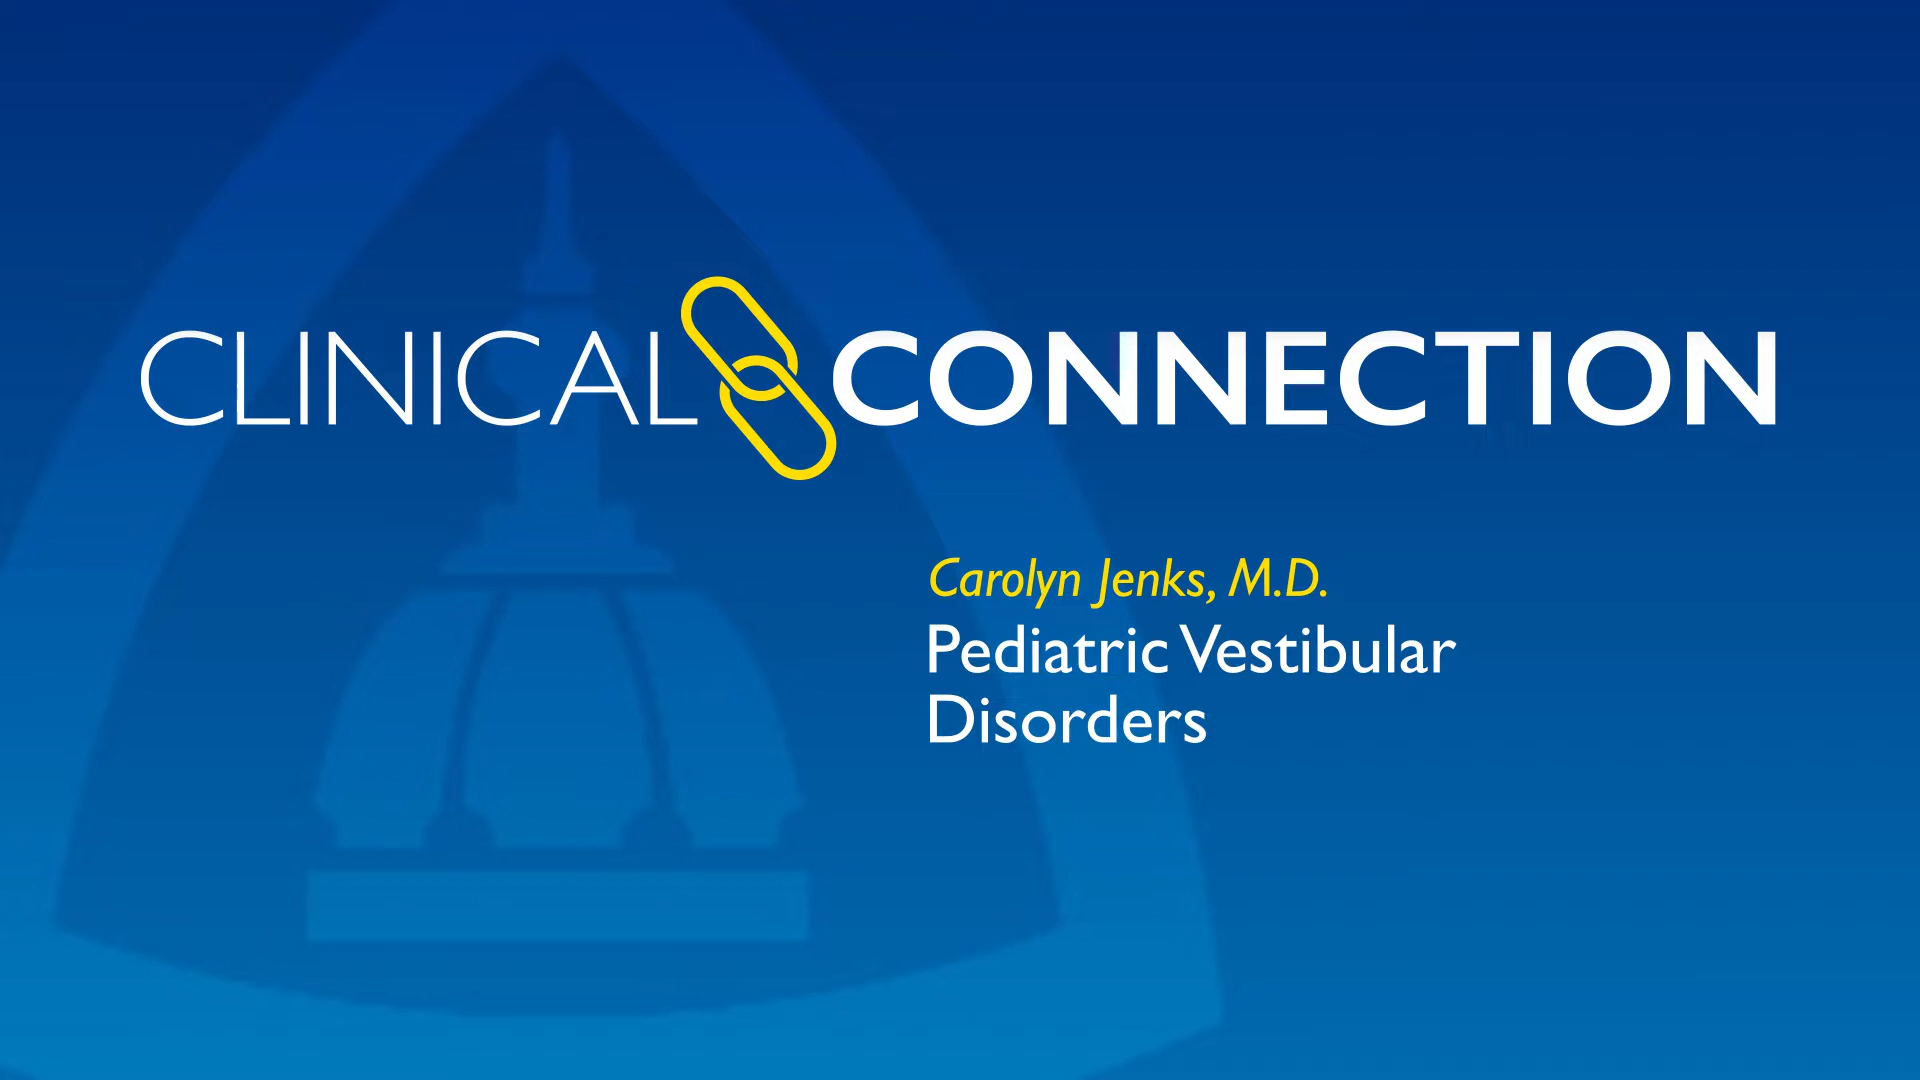 CLINICAL CONNECTION
Carolyn Jenks, M.D.
Pediatric Vestibular
Disorders